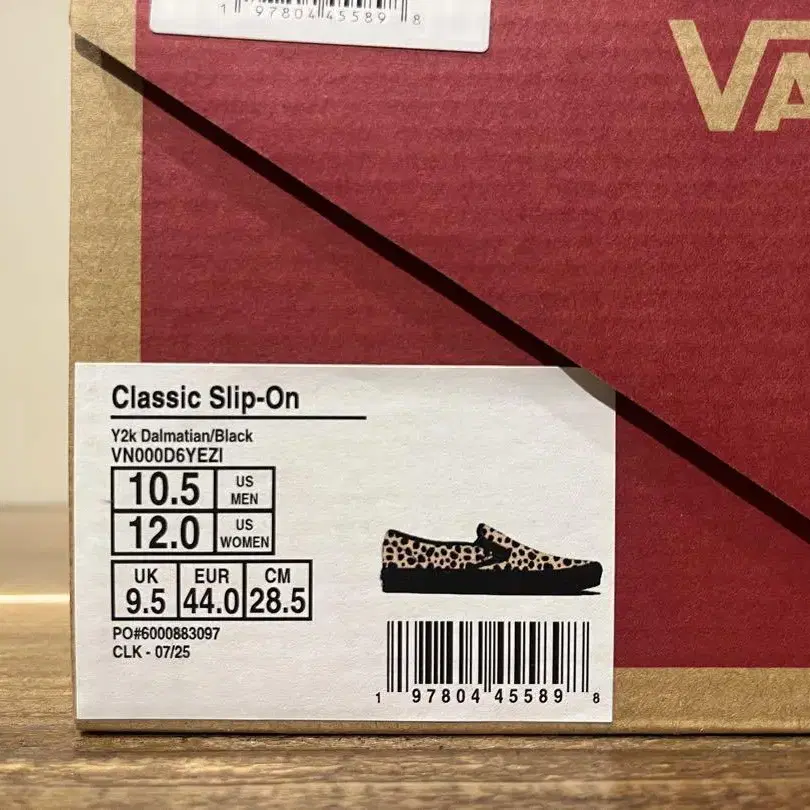 1 97804 45589 8
VA
Classic Slip-On
Y2k Dalmatian/Black
VN000D6YEZI
10.5 US MEN
12.0 US WOMEN
UK EUR CM
9.5 44.0 28.5
PO#6000883097
CLK - 07/25
1 97804 45589 8